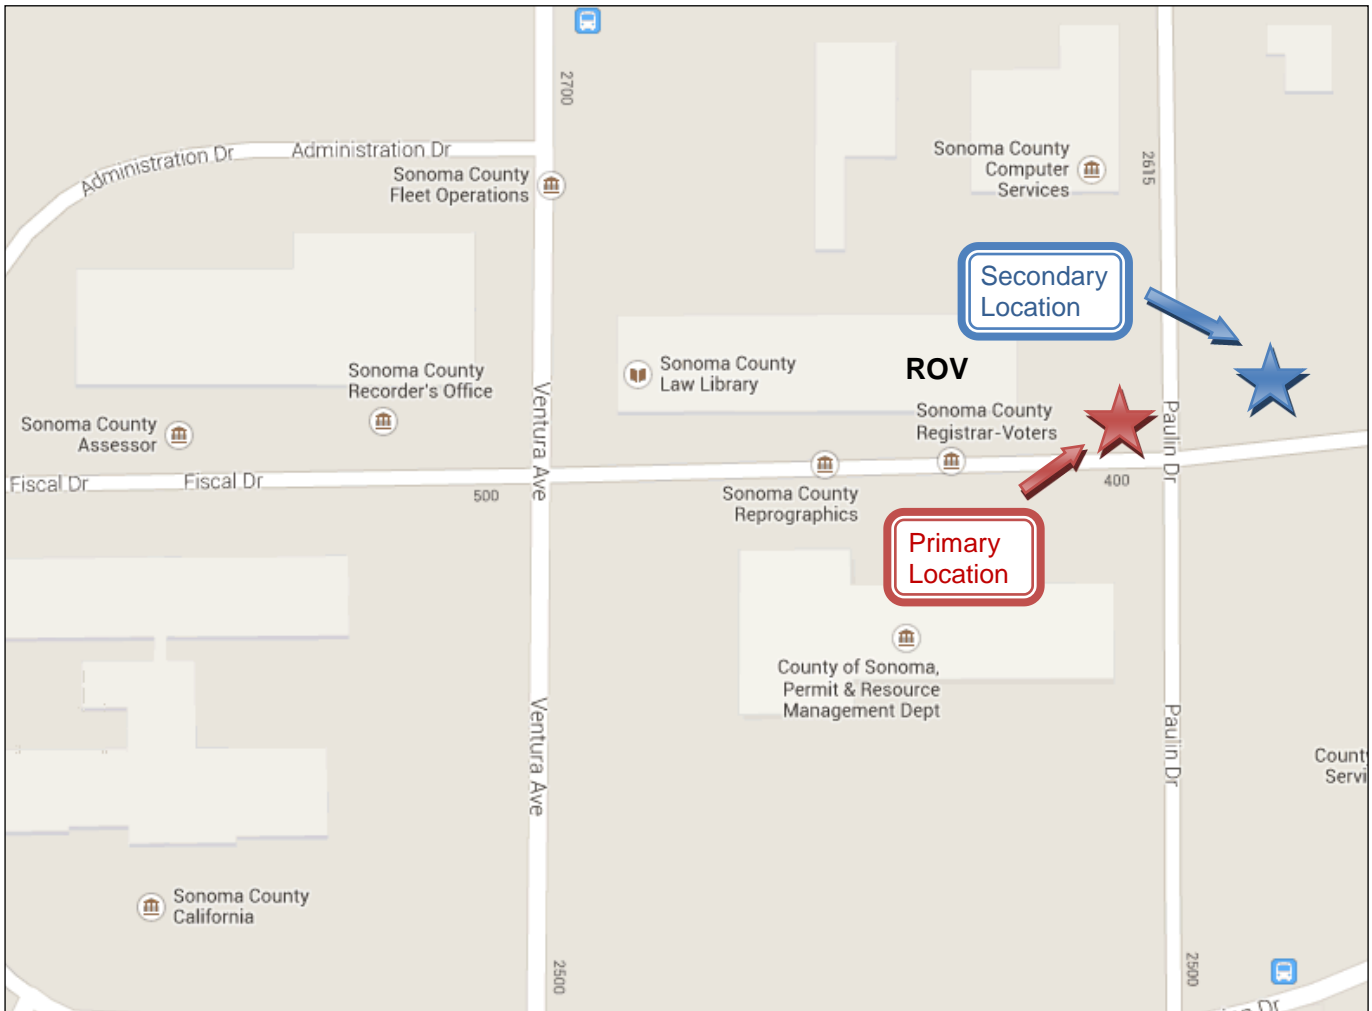 2700
Administration Dr
Administration Dr
Sonoma County
Fleet Operations
Sonoma County
Computer
Services
2615
Secondary
Location
Sonoma County
Recorder's Office
Sonoma County
Law Library
ROV
Sonoma County
Assessor
Ventura Ave
Sonoma County
Registrar-Voters
Paulin Dr
Fiscal Dr
Fiscal Dr
500
400
Sonoma County
Reprographics
Primary
Location
County of Sonoma,
Permit & Resource
Management Dept
Ventura Ave
Paulin Dr
Count
Servi
Sonoma County
California
2500
2500
Dr